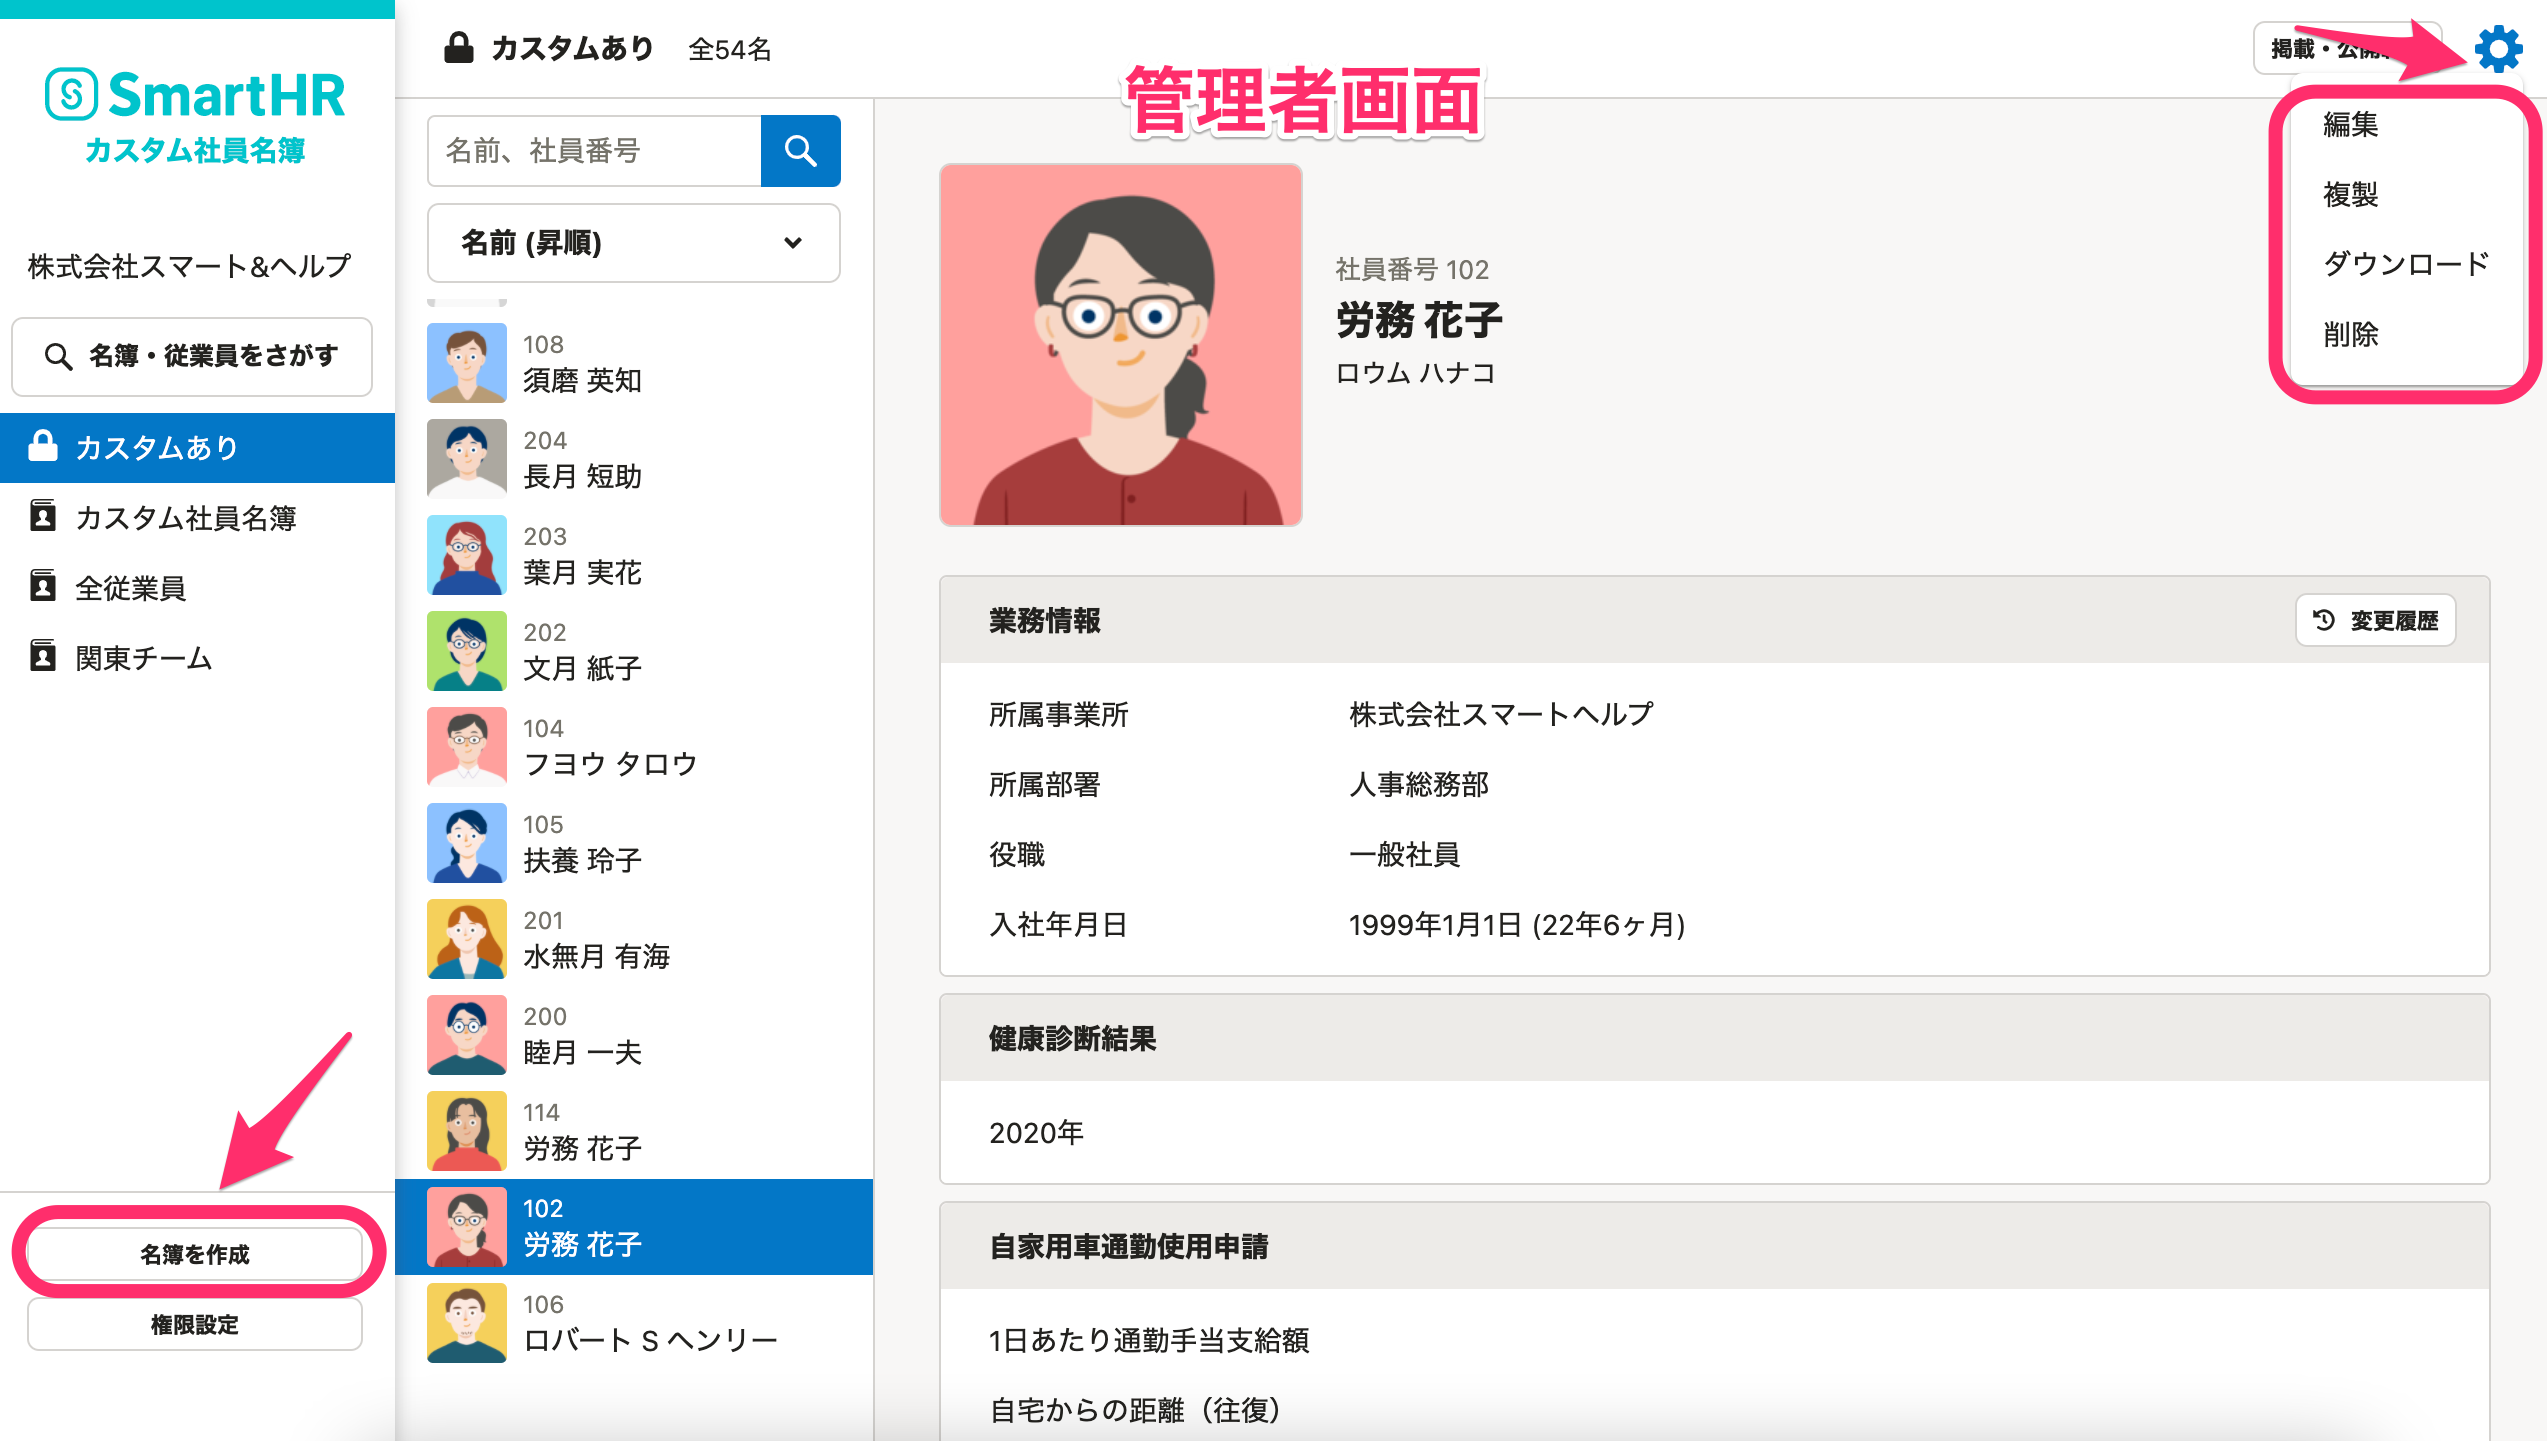 SmartHR
カスタム社員名簿
株式会社スマート&ヘルプ
名簿・従業員をさがす
カスタムあり
カスタム社員名簿
全従業員
関東チーム
名簿を作成
権限設定
カスタムあり 全54名
管理者画面
掲載・公開
編集
複製
ダウンロード
削除
名前、社員番号
名前 (昇順)
108
須磨 英知
204
長月 短助
203
葉月 実花
202
文月 紙子
104
フヨウ タロウ
105
扶養 玲子
201
水無月 有海
200
睦月 一夫
114
労務 花子
102
労務 花子
106
ロバート S ヘンリー
社員番号 102
労務 花子
ロウム ハナコ
業務情報 変更履歴
所属事業所 株式会社スマートヘルプ
所属部署 人事総務部
役職 一般社員
入社年月日 1999年1月1日 (22年6ヶ月)
健康診断結果
2020年
自家用車通勤使用申請
1日あたり通勤手当支給額
自宅からの距離（往復）